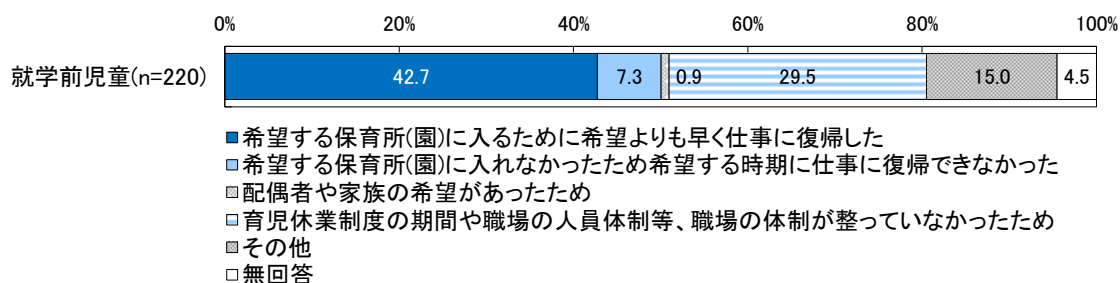 0% 20% 40% 60% 80% 100%
就学前児童(n=220) 42.7 7.3 0.9 29.5 15.0 4.5
希望する保育所(園)に入るために希望よりも早く仕事に復帰した
希望する保育所(園)に入れなかったため希望する時期に仕事に復帰できなかった
配偶者や家族の希望があったため
育児休業制度の期間や職場の人員体制等、職場の体制が整っていなかったため
その他
無回答